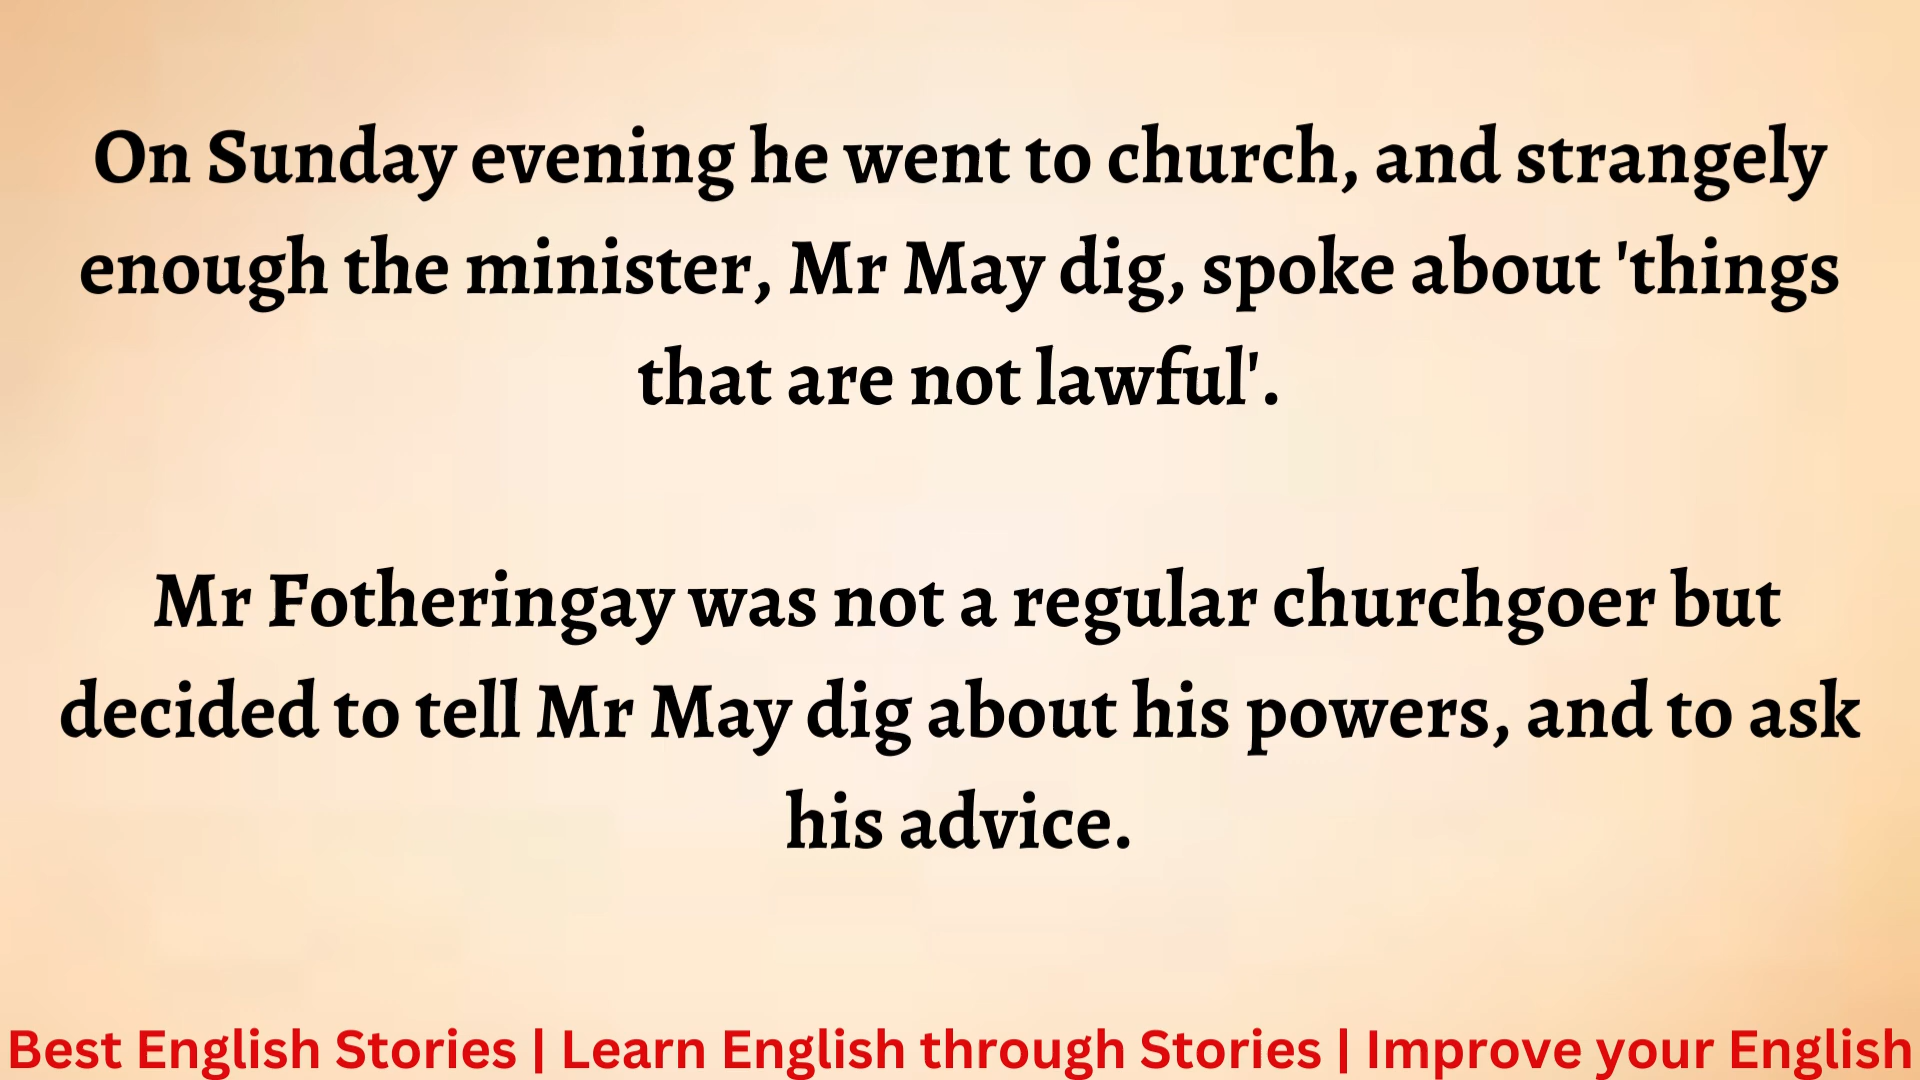 On Sunday evening he went to church, and strangely
enough the minister, Mr May dig, spoke about 'things
that are not lawful'.
Mr Fotheringay was not a regular churchgoer but
decided to tell Mr May dig about his powers, and to ask
his advice.
Best English Stories | Learn English through Stories | Improve your English